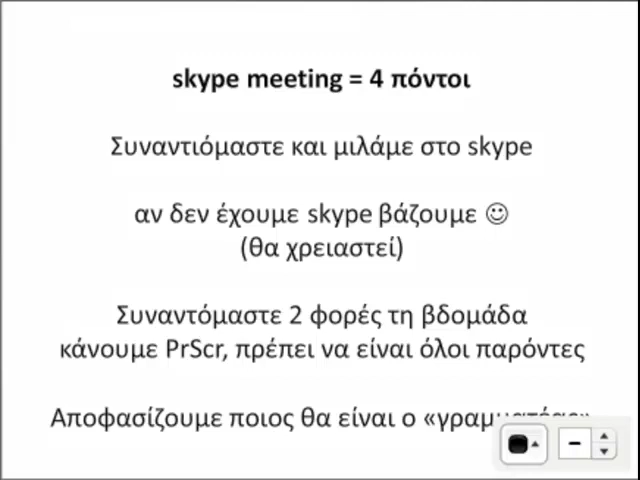 skype meeting = 4 πόντοι
Συναντιόμαστε και μιλάμε στο skype
αν δεν έχουμε skype βάζουμε ☺
(θα χρειαστεί)
Συναντόμαστε 2 φορές τη βδομάδα
κάνουμε PrScr, πρέπει να είναι όλοι παρόντες
Αποφασίζουμε ποιος θα είναι ο «γραμματέας»